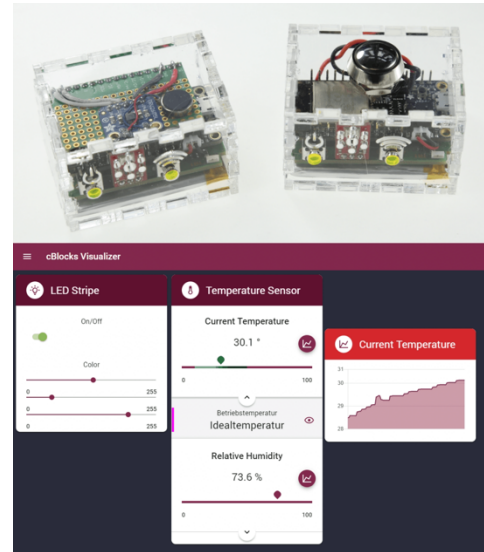 cBlocks Visualizer
LED Stripe
On/Off
Color
0 255
0 255
0 255
Temperature Sensor
Current Temperature
30.1 °
0 100
Betriebstemperatur
Idealtemperatur
Relative Humidity
73.6 %
0 100
Current Temperature
31
30
29
28